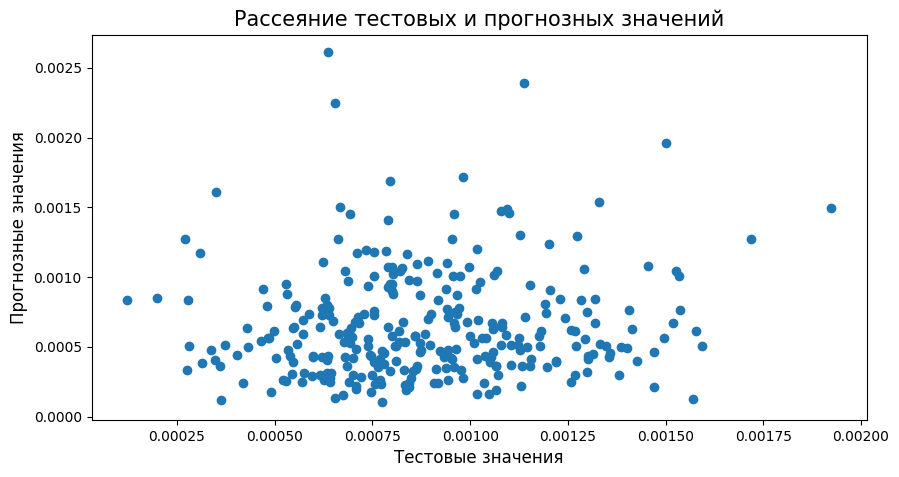 Рассеяние тестовых и прогнозных значений
Прогнозные значения
0.0025
0.0020
0.0015
0.0010
0.0005
0.0000
0.00025 0.00050 0.00075 0.00100 0.00125 0.00150 0.00175 0.00200
Тестовые значения